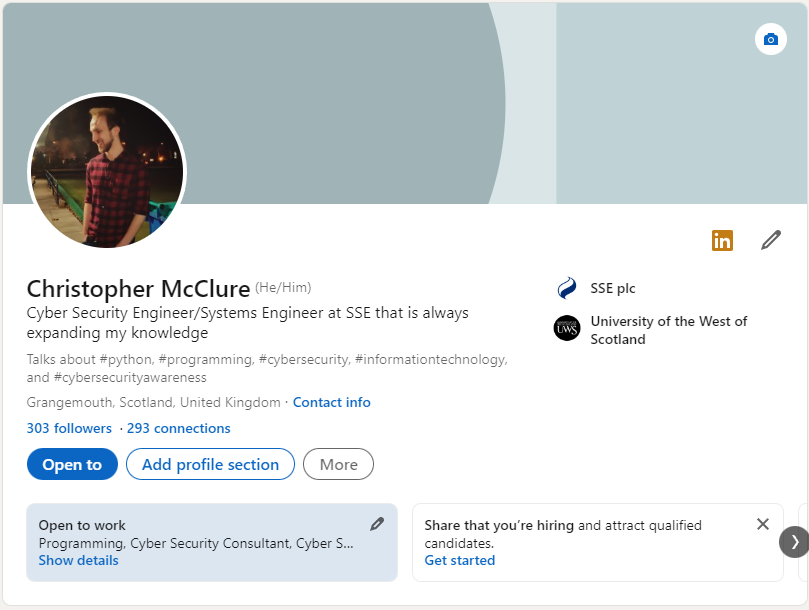 in
Christopher McClure (He/Him)
Cyber Security Engineer/Systems Engineer at SSE that is always
expanding my knowledge
Talks about #python, #programming, #cybersecurity, #informationtechnology,
and #cybersecurityawareness
Grangemouth, Scotland, United Kingdom · Contact info
303 followers · 293 connections
Open to
Add profile section
More
SSE plc
UWS
University of the West of
Scotland
Open to work
Programming, Cyber Security Consultant, Cyber S...
Show details
Share that you're hiring and attract qualified
candidates.
Get started